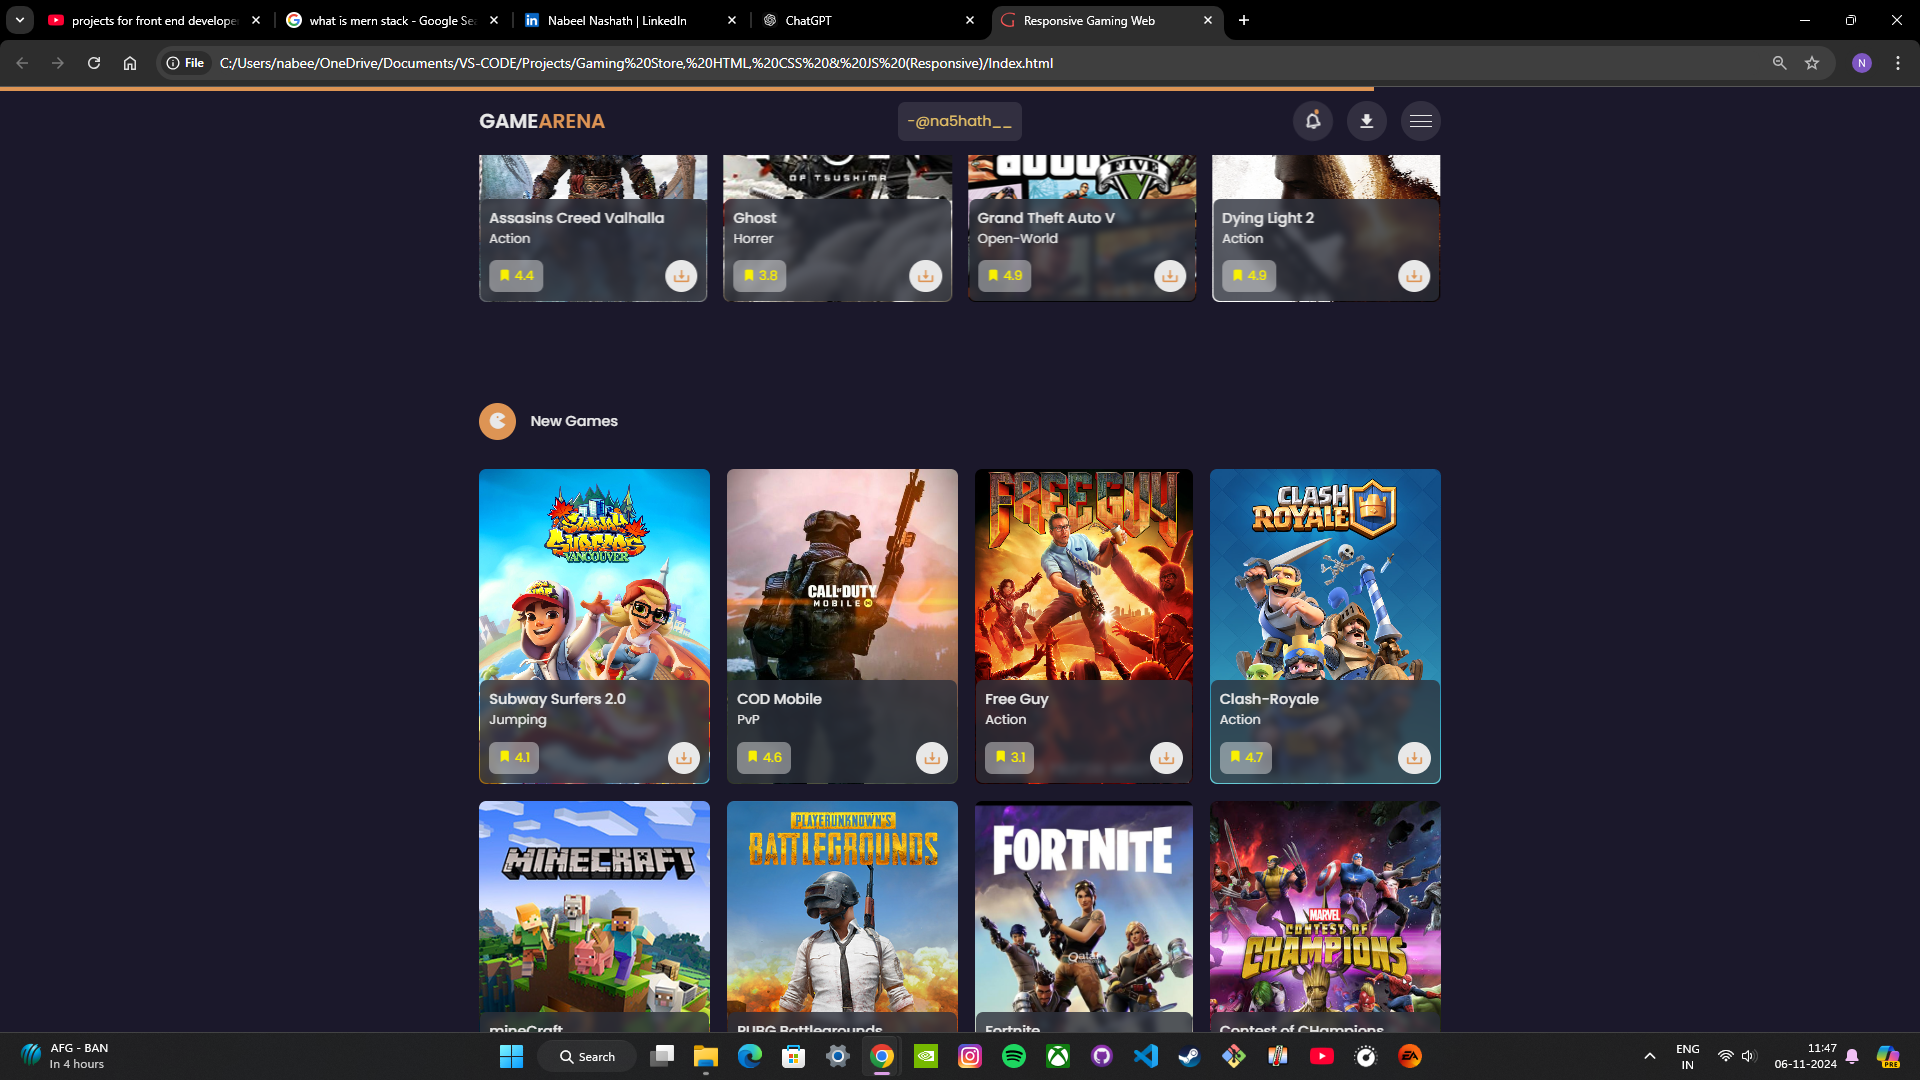 projects for front end develope
what is mern stack - Google Se
Nabeel Nashath | LinkedIn
ChatGPT
Responsive Gaming Web
File
C:/Users/nabee/OneDrive/Documents/VS-CODE/Projects/Gaming%20Store,%20HTML,%20CSS%20&%20JS%20(Responsive)/Index.html
N
GAMEARENA
-@na5hath__
OF TSUSHIMA
FIVE
Assasins Creed Valhalla
Action
4.4
Ghost
Horrer
3.8
Grand Theft Auto V
Open-World
4.9
Dying Light 2
Action
4.9
New Games
SUBWAY
SURFERS
VANCOUVER
CALL OF DUTY
MOBILE
FREE GUY
CLASH
ROYALE
Subway Surfers 2.0
Jumping
4.1
COD Mobile
PvP
4.6
Free Guy
Action
3.1
Clash-Royale
Action
4.7
MINECRAFT
PLAYERUNKNOWN'S
BATTLEGROUNDS
FORTNITE
Qatar
MARVEL
CONTEST OF
CHAMPIONS
mineCraft
PUBG Battlegrounds
Fortnite
Contest of CHampions
AFG - BAN
In 4 hours
Search
PRE
ENG
IN
11:47
06-11-2024